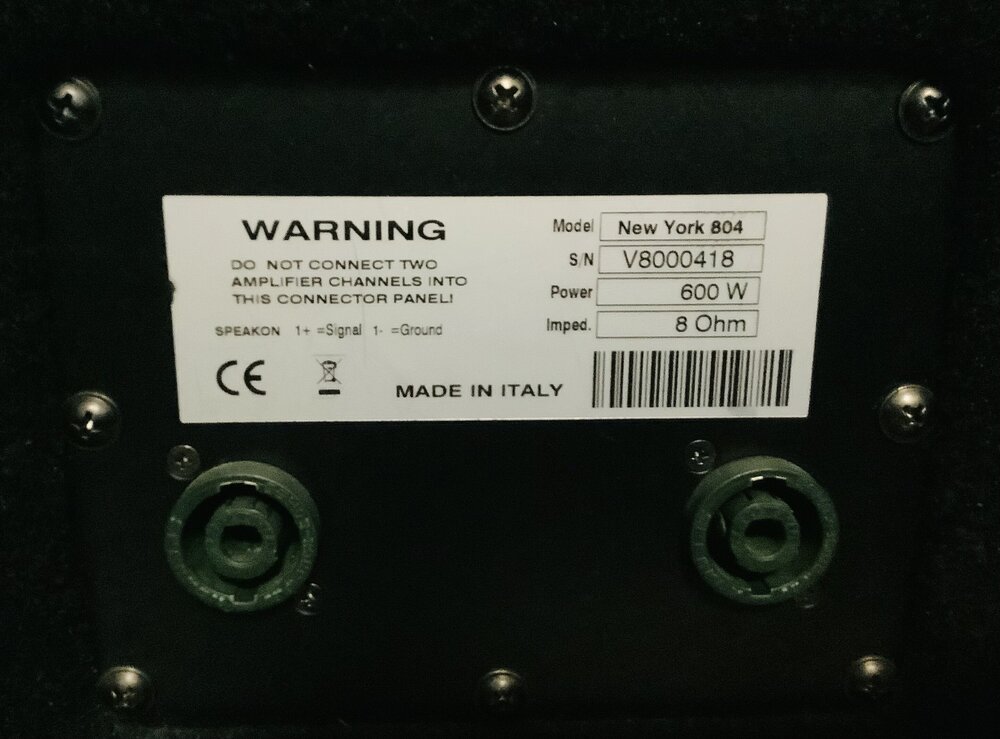 WARNING
DO NOT CONNECT TWO
AMPLIFIER CHANNELS INTO
THIS CONNECTOR PANEL!
SPEAKON 1+ =Signal 1- =Ground
CE
MADE IN ITALY
Model New York 804
S/N V8000418
Power 600 W
Imped. 8 Ohm